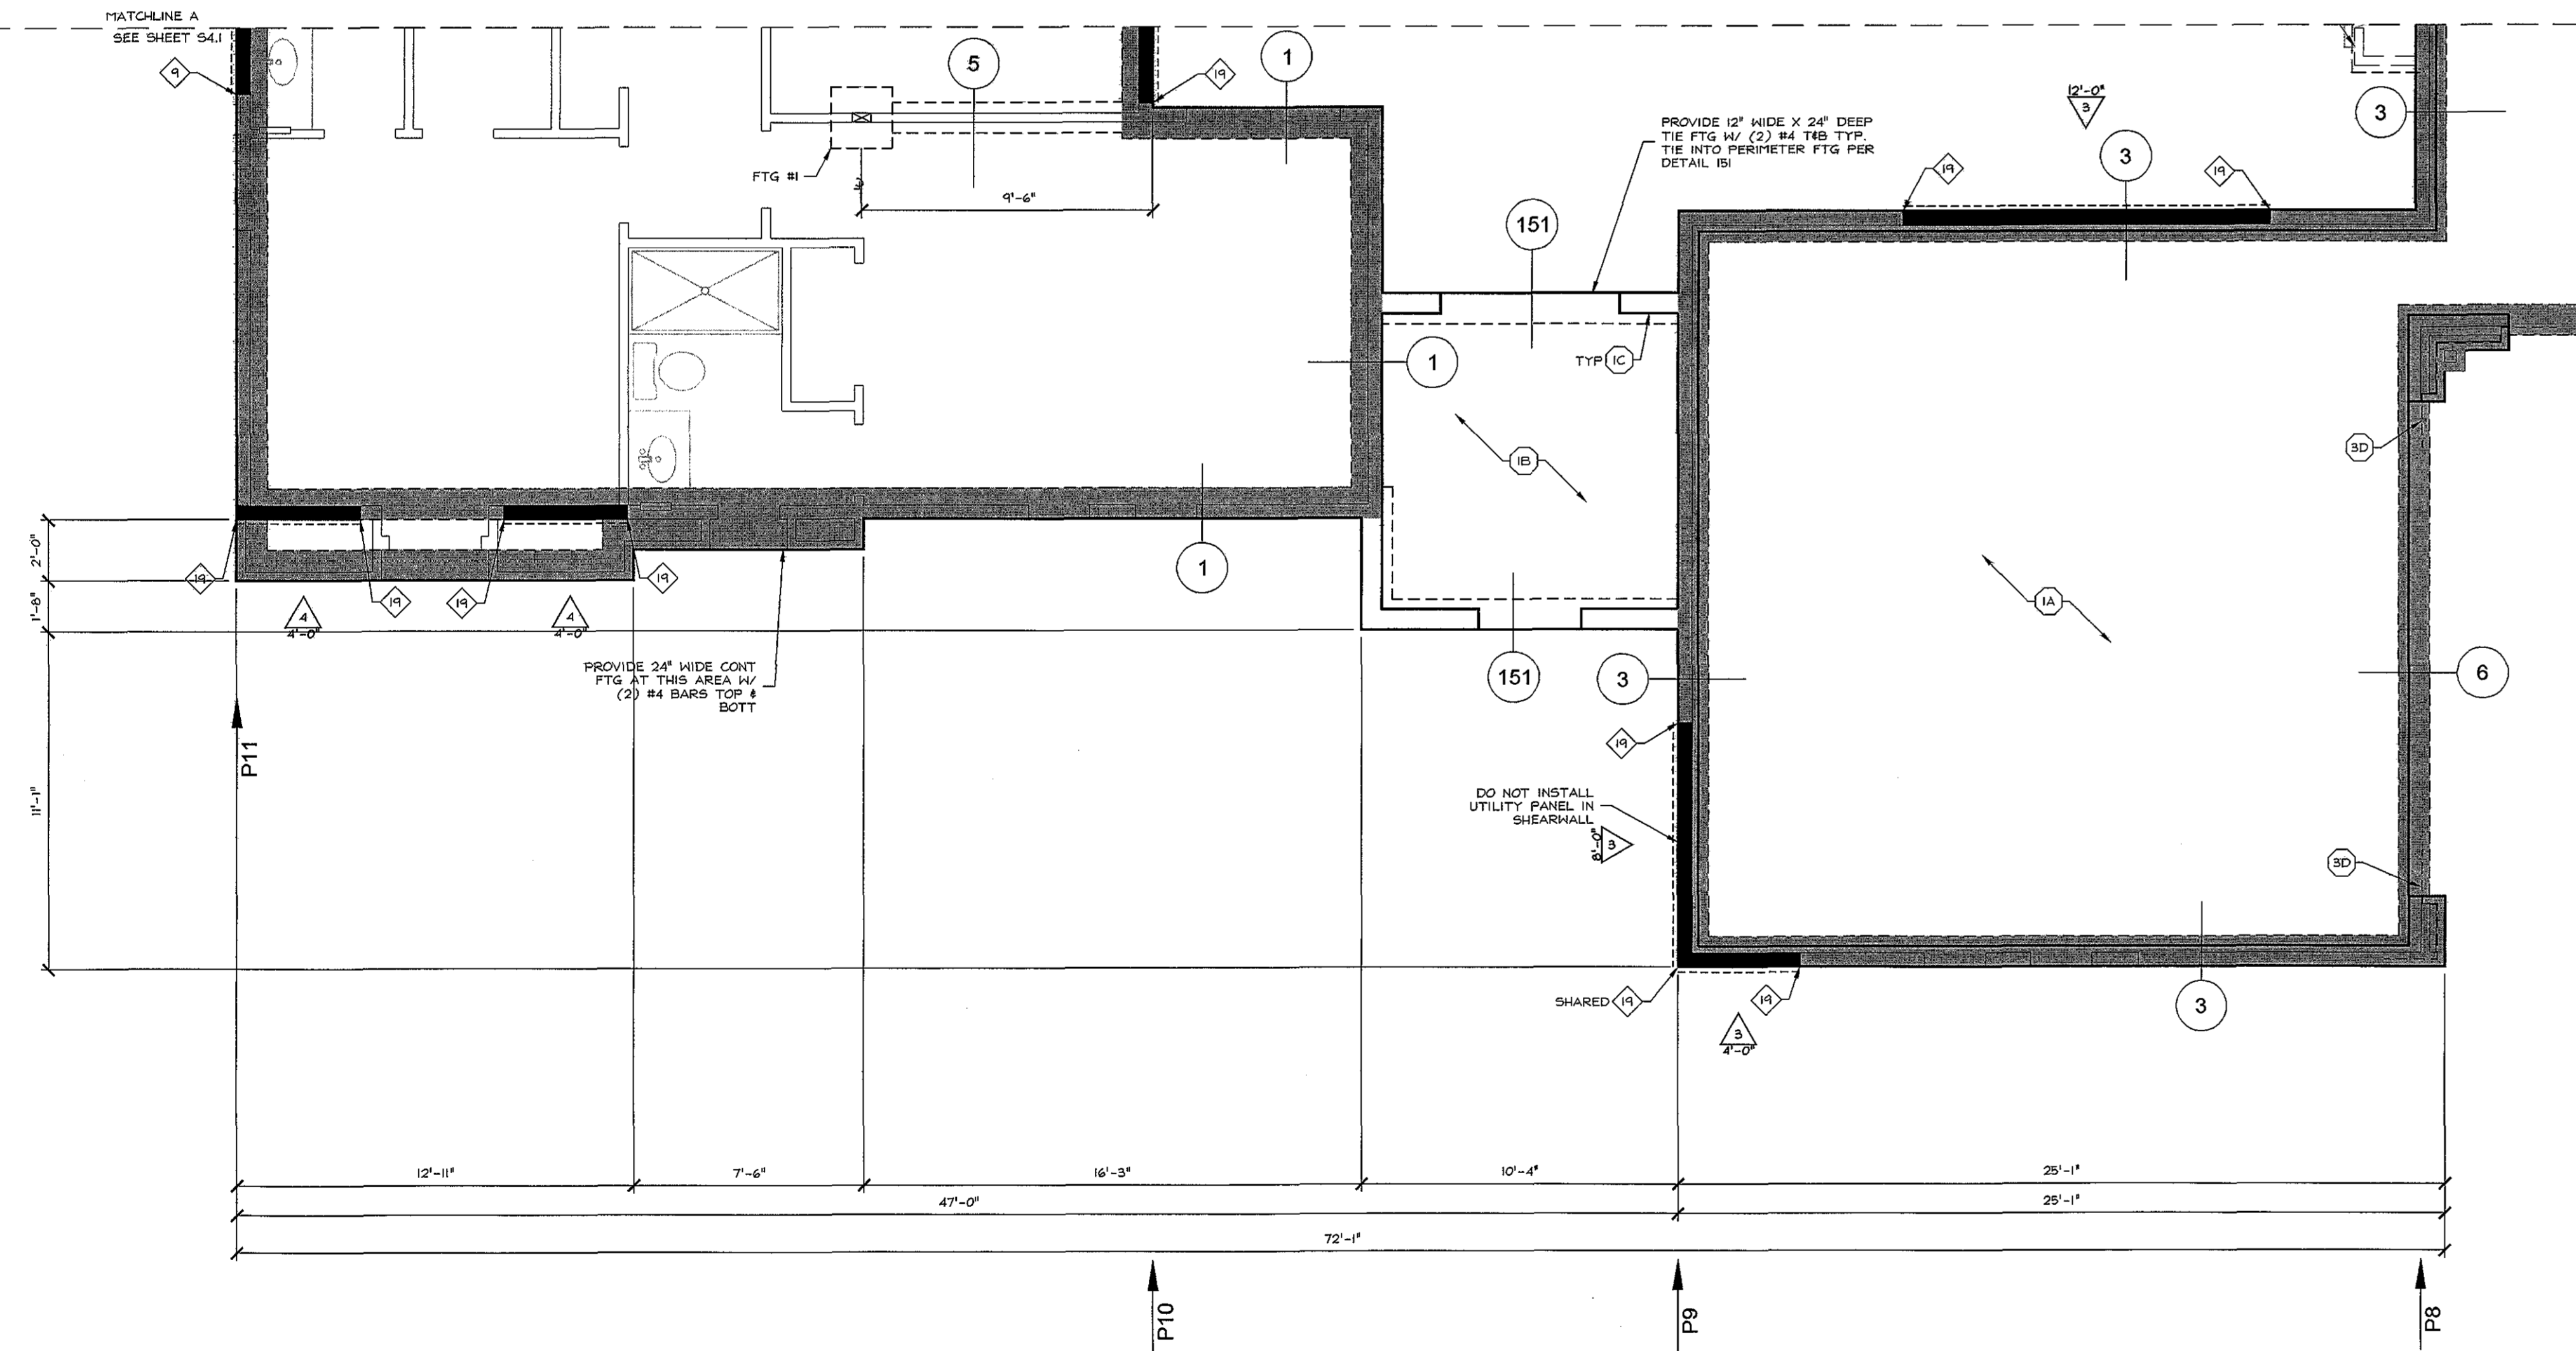 MATCHLINE A
SEE SHEET S4.1
9
5
19
1
12'-0"
3
3
PROVIDE 12" WIDE X 24" DEEP
TIE FTG W/ (2) #4 T&B TYP.
TIE INTO PERIMETER FTG PER
DETAIL 151
3
19
19
FTG #1
9'-6"
151
TYP 1C
1
1B
3D
2'-0"
1
19
19
19
19
1'-8"
4
4'-0"
4
4'-0"
1A
PROVIDE 24" WIDE CONT
FTG AT THIS AREA W/
(2) #4 BARS TOP &
BOTT
151
3
6
P11
19
11'-1"
DO NOT INSTALL
UTILITY PANEL IN
SHEARWALL
8'-0"
3
3D
SHARED 19
19
3
3
4'-0"
12'-11"
7'-6"
16'-3"
10'-4"
25'-1"
47'-0"
25'-1"
72'-1"
P10
P9
P8